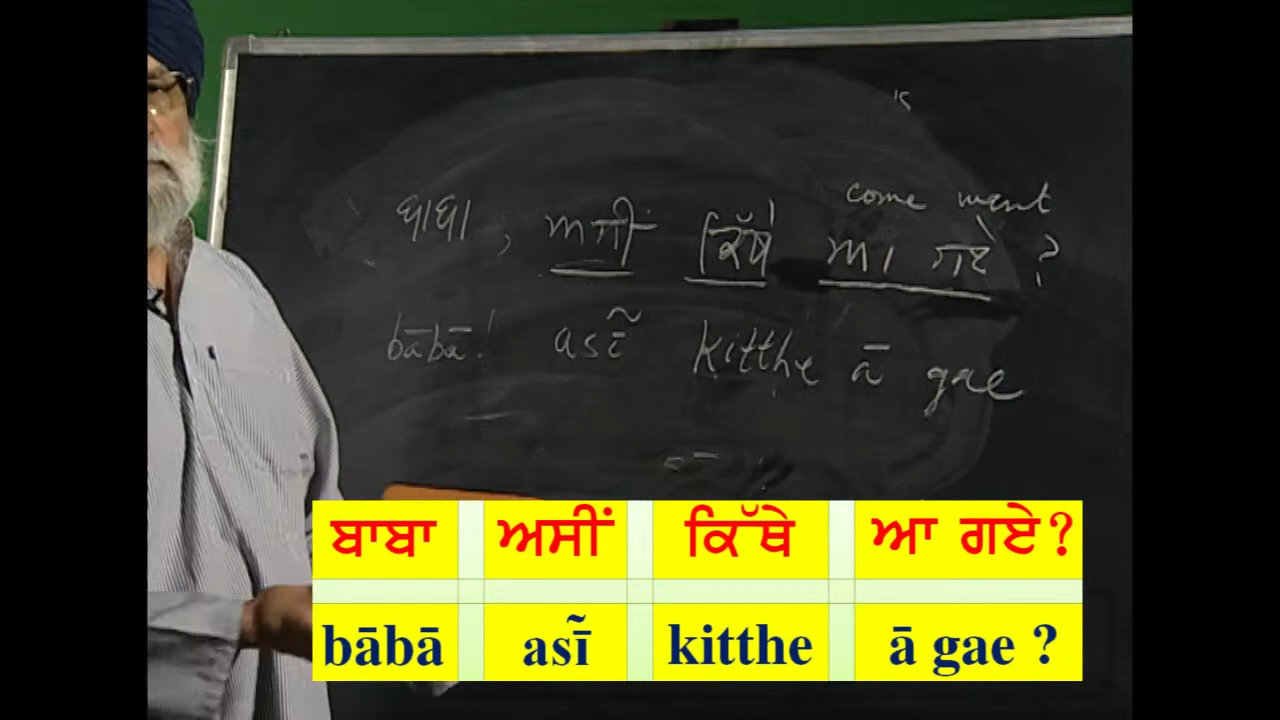 come went
ਬਾਬਾ, ਅਸੀਂ ਕਿੱਥੇ ਆ ਗਏ ?
bābā! asī̃ kitthe ā gae
ਬਾਬਾ ਅਸੀਂ ਕਿੱਥੇ ਆ ਗਏ?
bābā asī̃ kitthe ā gae ?